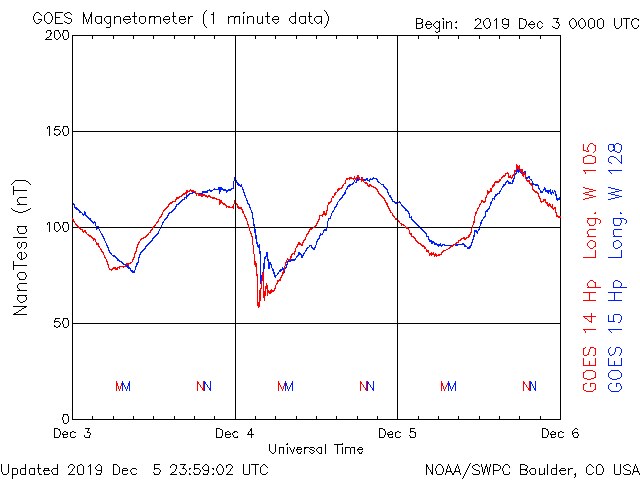 GOES Magnetometer (1 minute data)
Begin: 2019 Dec 3 0000 UTC
200
150
100
50
0
NanoTesla (nT)
MM NN MM NN MM NN
Dec 3 Dec 4 Dec 5 Dec 6
Universal Time
GOES 14 Hp Long. W 105
GOES 15 Hp Long. W 128
Updated 2019 Dec 5 23:59:02 UTC
NOAA/SWPC Boulder, CO USA